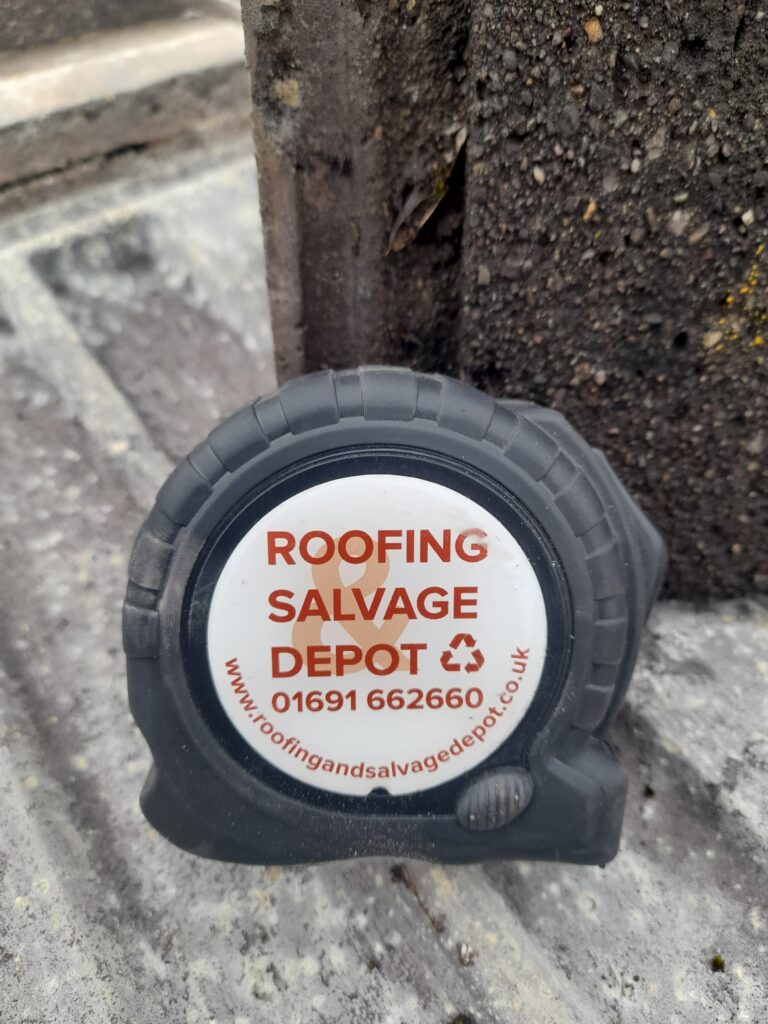 ROOFING
&
SALVAGE
DEPOT
01691 662660
www.roofingandsalvagedepot.co.uk